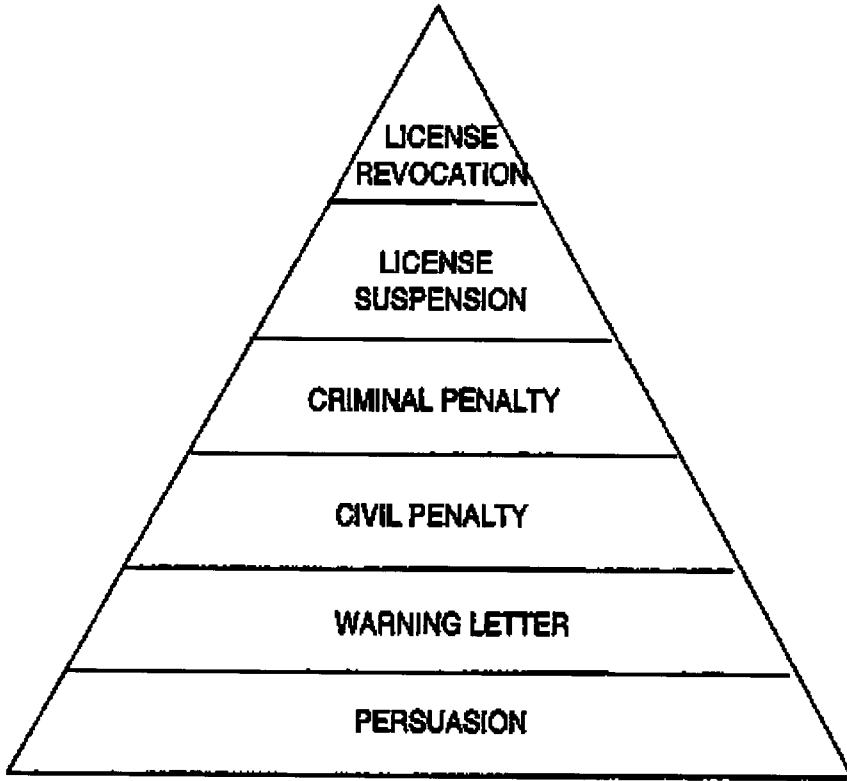 LICENSE
REVOCATION
LICENSE
SUSPENSION
CRIMINAL PENALTY
CIVIL PENALTY
WARNING LETTER
PERSUASION